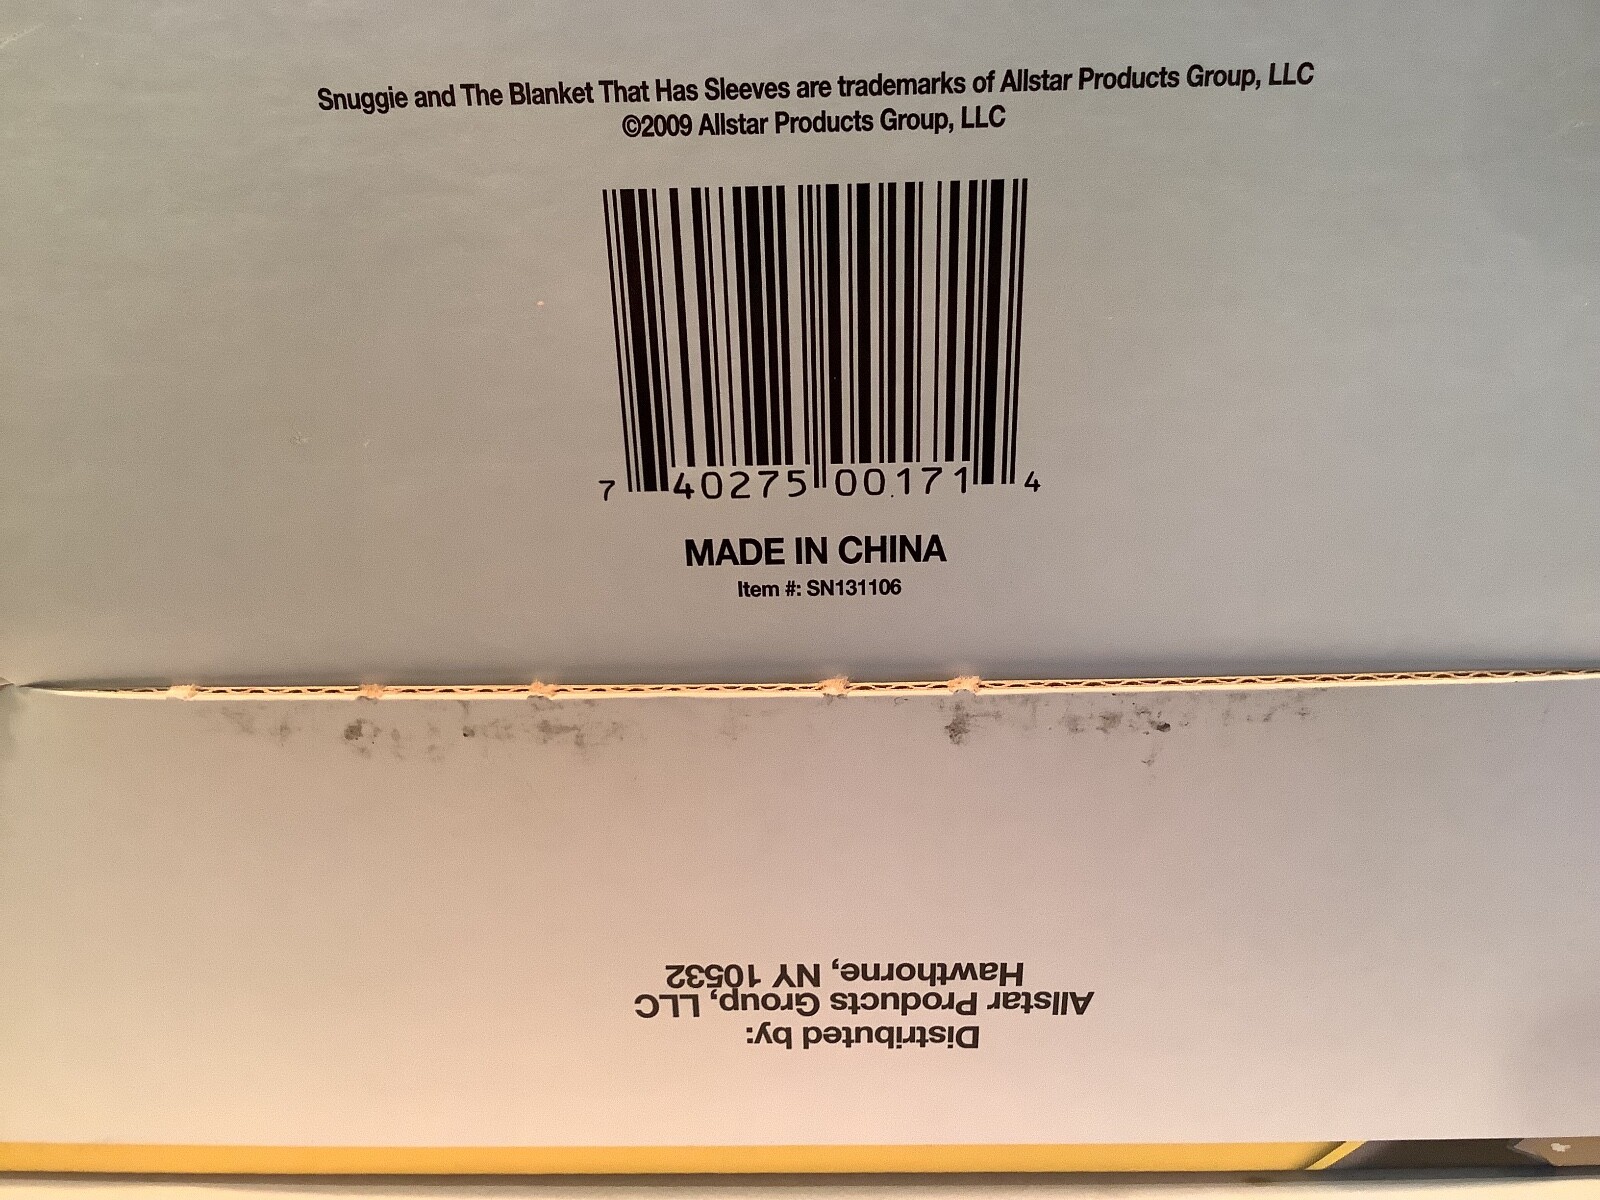 Snuggie and The Blanket That Has Sleeves are trademarks of Allstar Products Group, LLC
©2009 Allstar Products Group, LLC
7 40275 00171 4
MADE IN CHINA
Item #: SN131106
Distributed by:
Allstar Products Group, LLC
Hawthorne, NY 10532